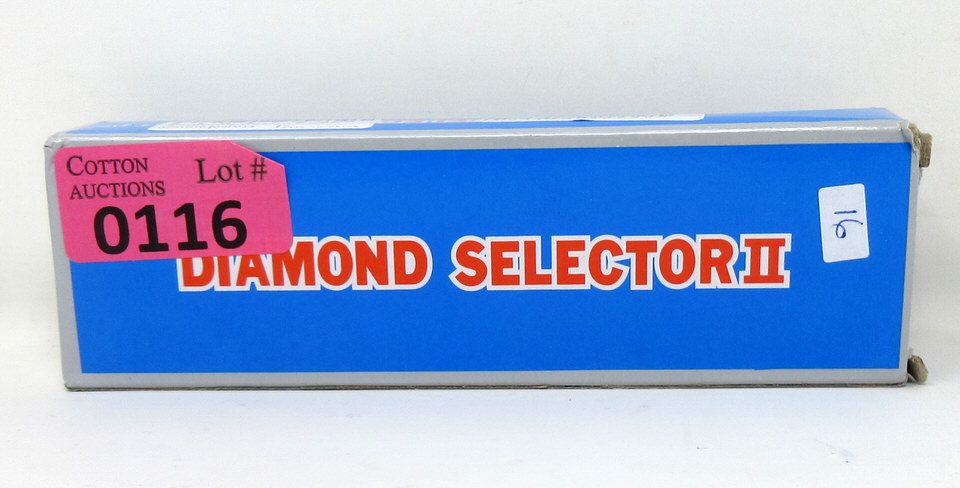 COTTON
AUCTIONS
Lot #
0116
DIAMOND SELECTOR II
16